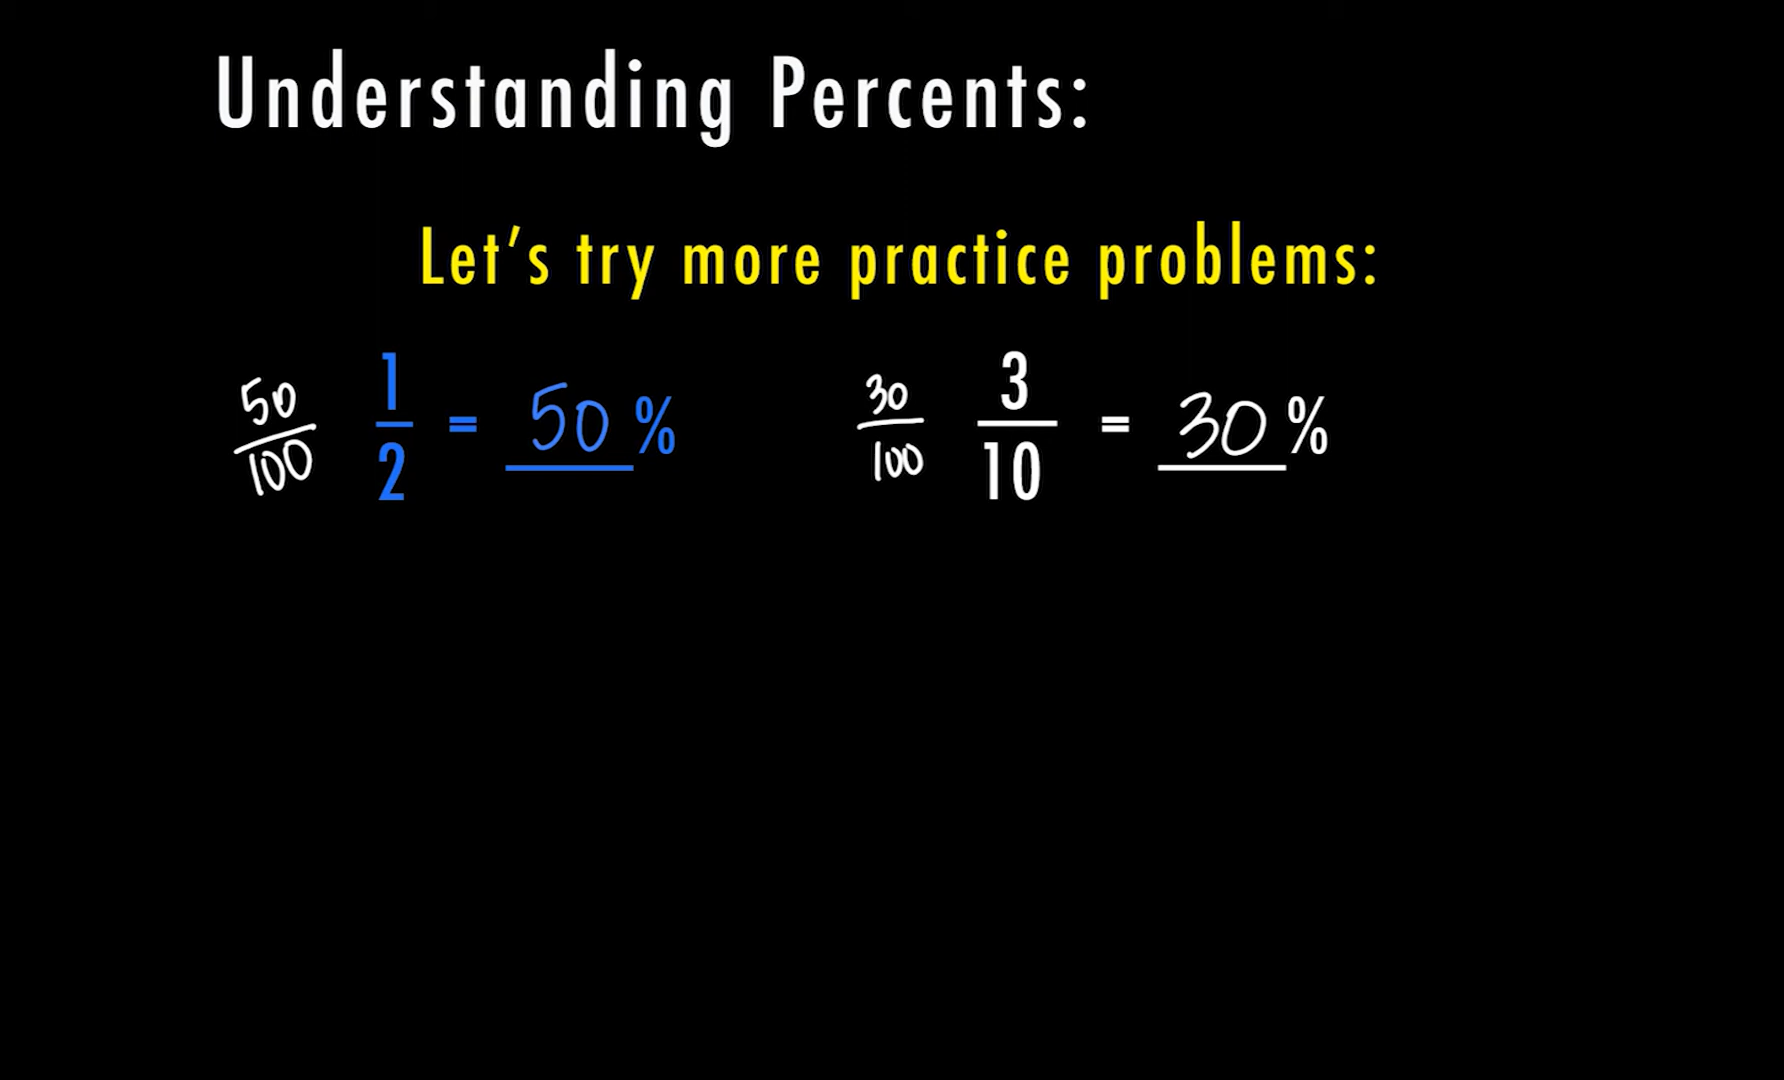 Understanding Percents:
Let's try more practice problems:
50/100 1/2 = 50 % 30/100 3/10 = 30 %